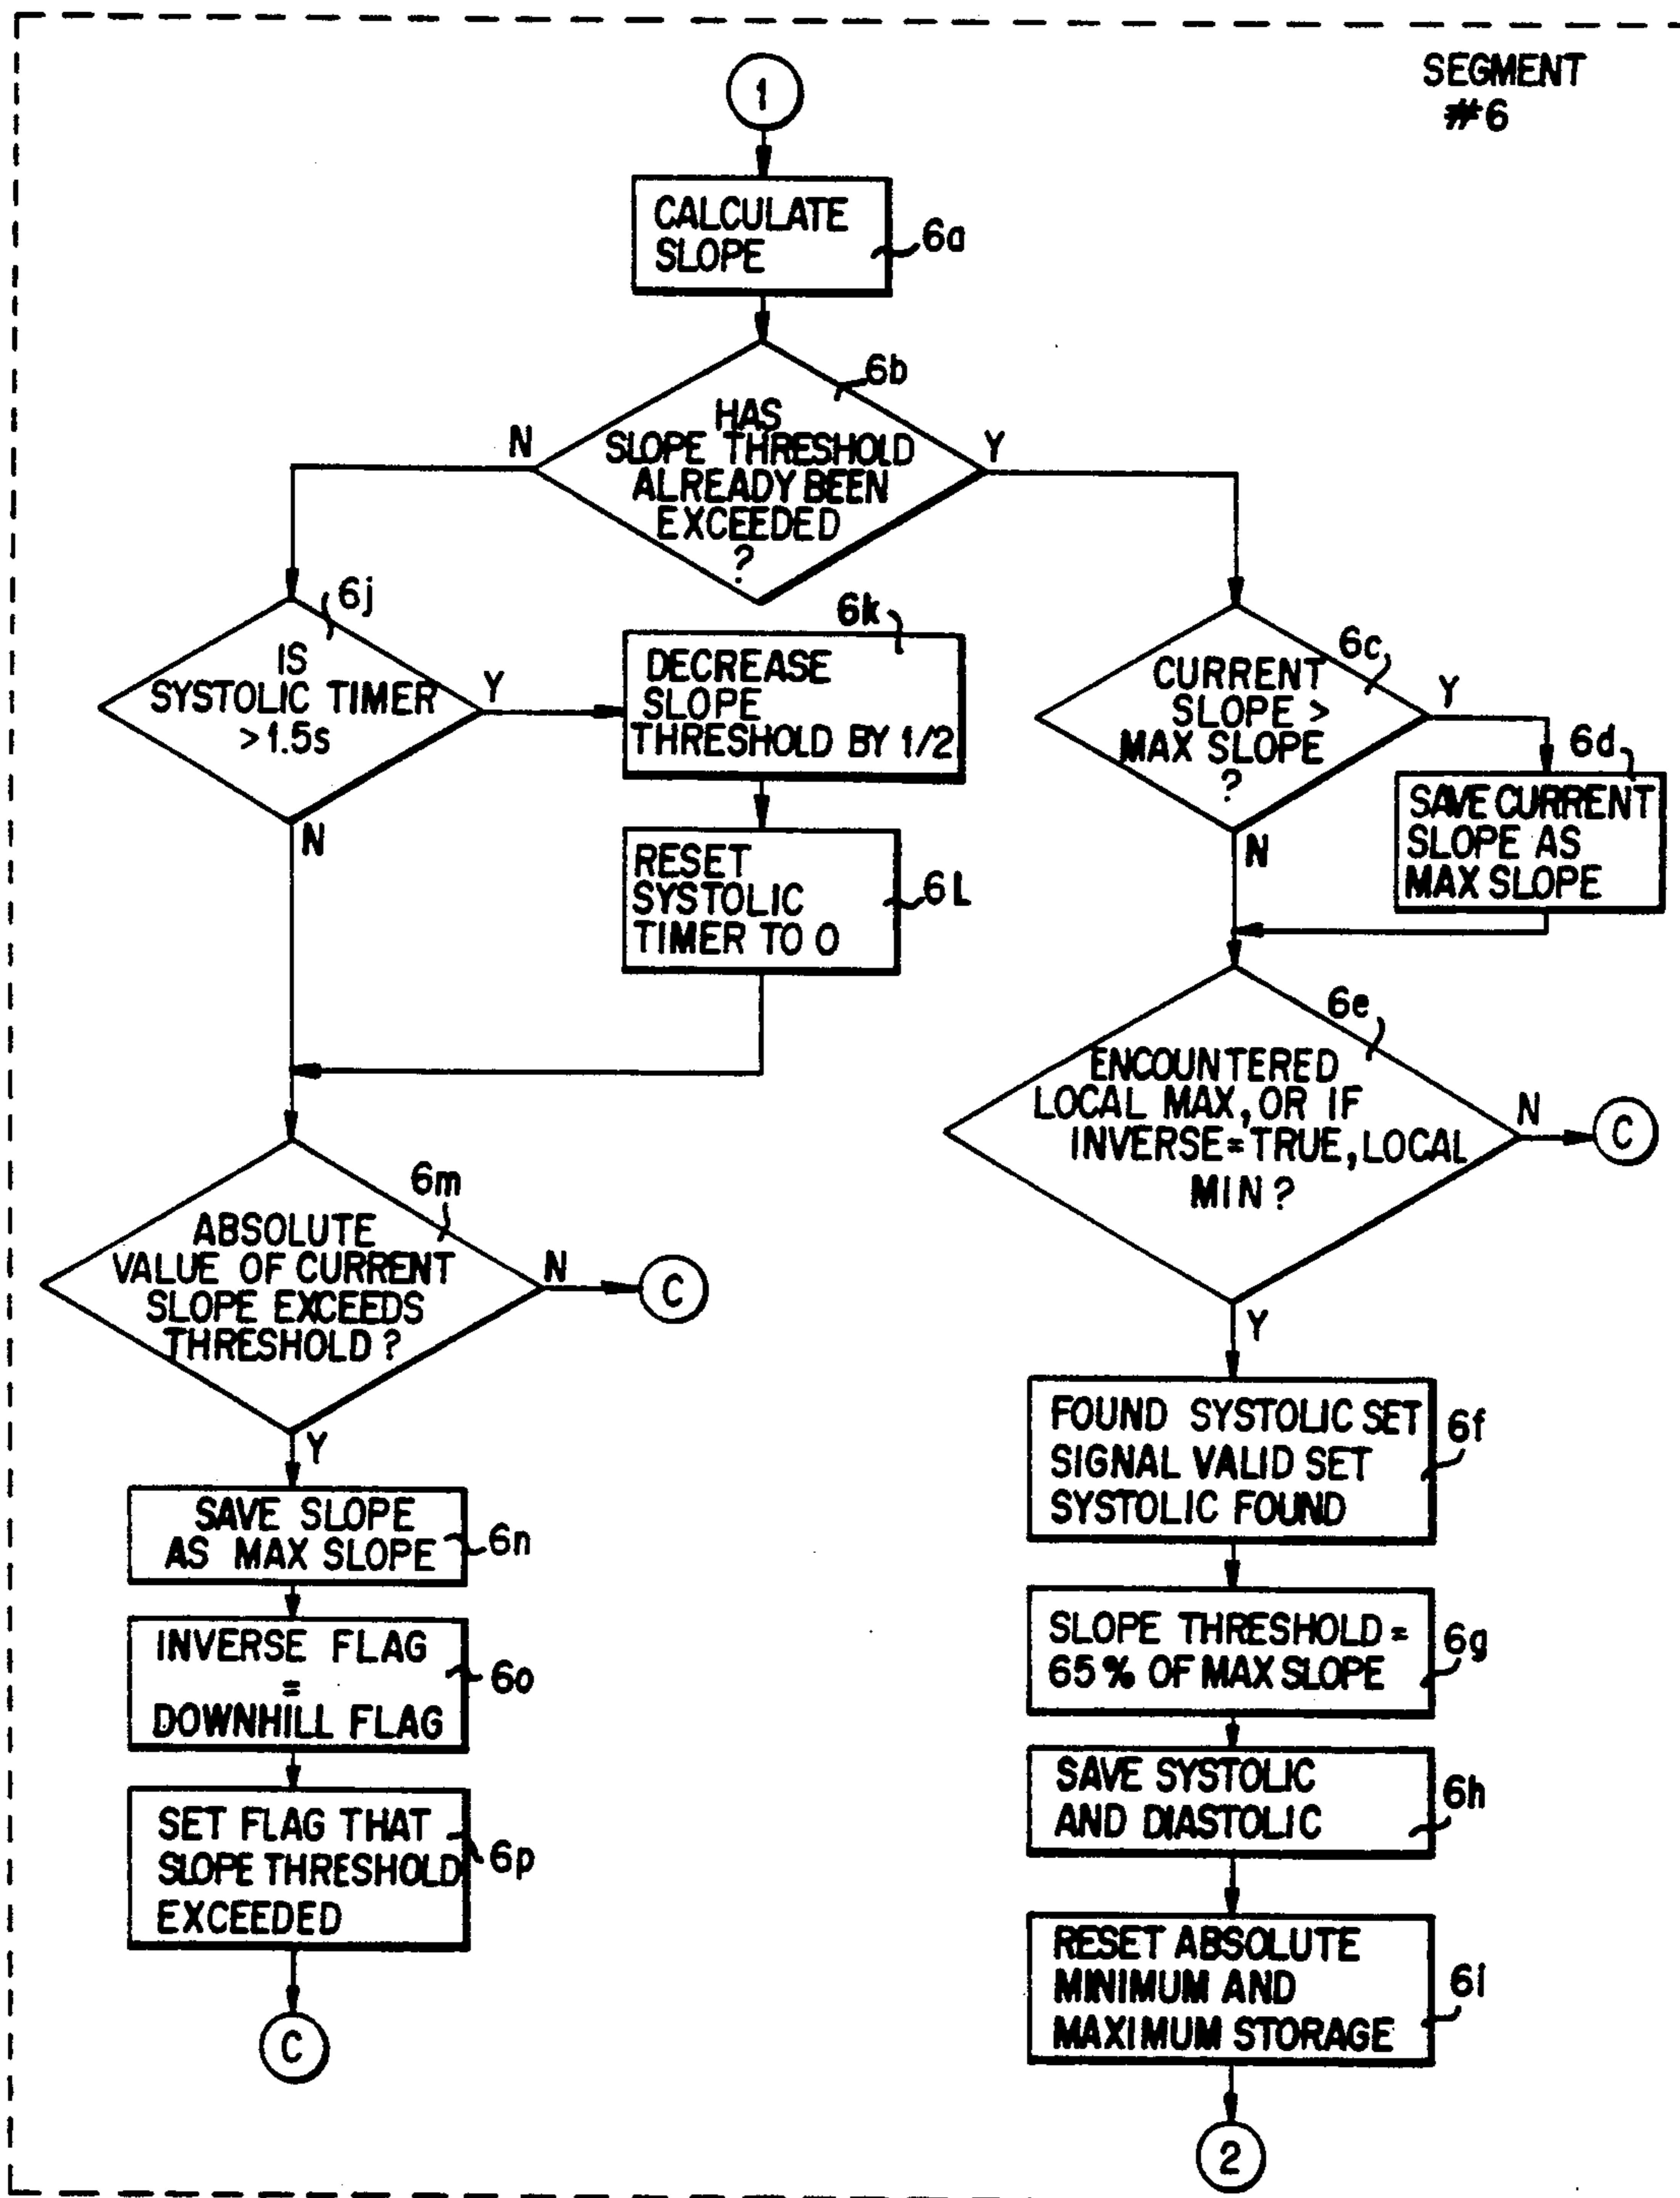 SEGMENT
#6
1
CALCULATE
SLOPE
6a
6b
HAS
SLOPE THRESHOLD
ALREADY BEEN
EXCEEDED
?
N
Y
6j
IS
SYSTOLIC TIMER
>1.5s
Y
N
6k
DECREASE
SLOPE
THRESHOLD BY 1/2
RESET
SYSTOLIC
TIMER TO 0
6L
6c
CURRENT
SLOPE >
MAX SLOPE
?
Y
N
6d
SAVE CURRENT
SLOPE AS
MAX SLOPE
6e
ENCOUNTERED
LOCAL MAX, OR IF
INVERSE=TRUE, LOCAL
MIN?
N
C
Y
6m
ABSOLUTE
VALUE OF CURRENT
SLOPE EXCEEDS
THRESHOLD?
N
C
Y
SAVE SLOPE
AS MAX SLOPE
6n
INVERSE FLAG
=
DOWNHILL FLAG
6o
SET FLAG THAT
SLOPE THRESHOLD
EXCEEDED
6p
C
FOUND SYSTOLIC SET
SIGNAL VALID SET
SYSTOLIC FOUND
6f
SLOPE THRESHOLD =
65% OF MAX SLOPE
6g
SAVE SYSTOLIC
AND DIASTOLIC
6h
RESET ABSOLUTE
MINIMUM AND
MAXIMUM STORAGE
6i
2